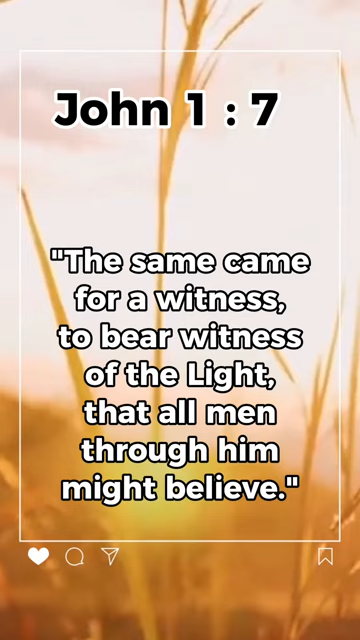 John 1 : 7
"The same came
for a witness,
to bear witness
of the Light,
that all men
through him
might believe."